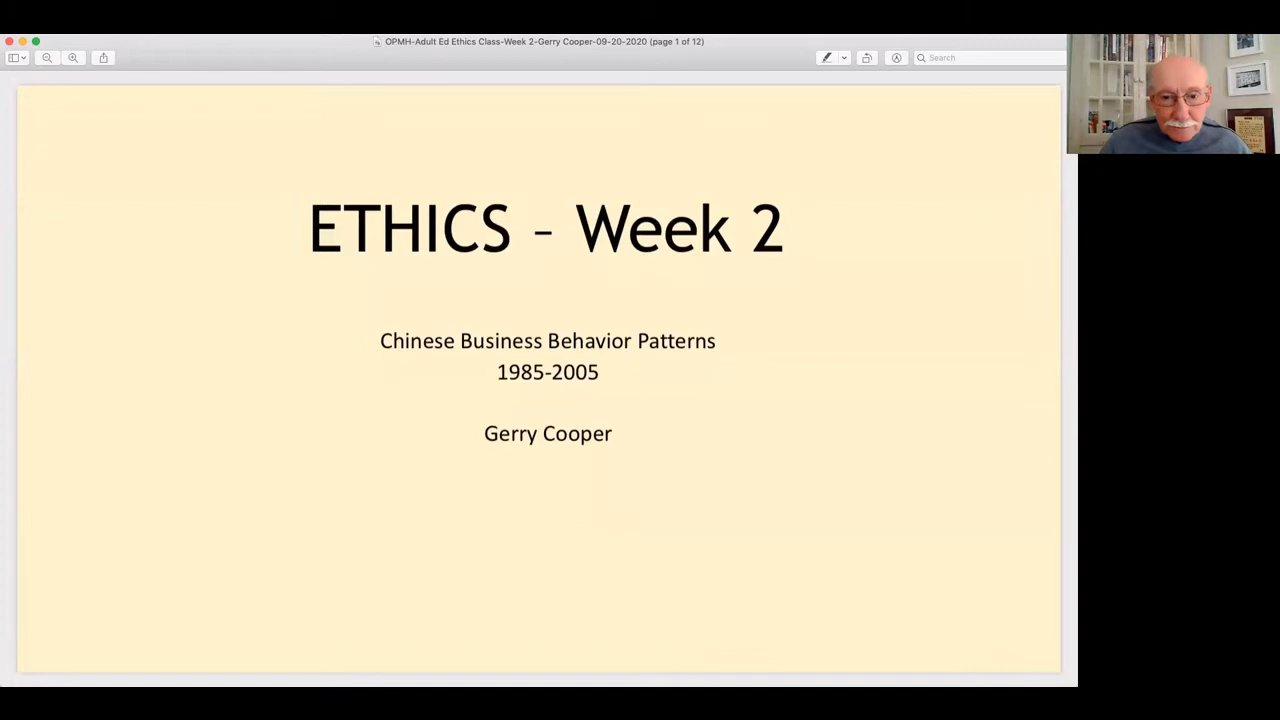 OPMH-Adult Ed Ethics Class-Week 2-Gerry Cooper-09-20-2020 (page 1 of 12)
Search
ETHICS – Week 2
Chinese Business Behavior Patterns
1985-2005
Gerry Cooper